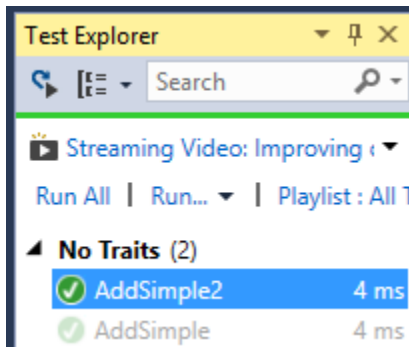 Test Explorer
Search
Streaming Video: Improving
Run All | Run... | Playlist : All
No Traits (2)
AddSimple2 4 ms
AddSimple 4 ms